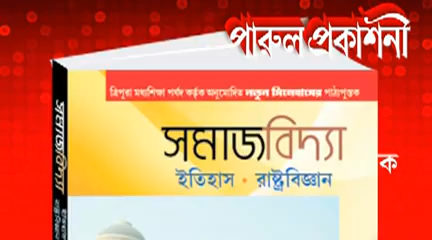 পারুল প্রকাশনী
ত্রিপুরা মধ্যশিক্ষা পর্ষদ কর্তৃক অনুমোদিত নতুন সিলেবাসের পাঠ্যপুস্তক
সমাজবিদ্যা
ইতিহাস • রাষ্ট্রবিজ্ঞান
ক
সমাজবিদ্যা